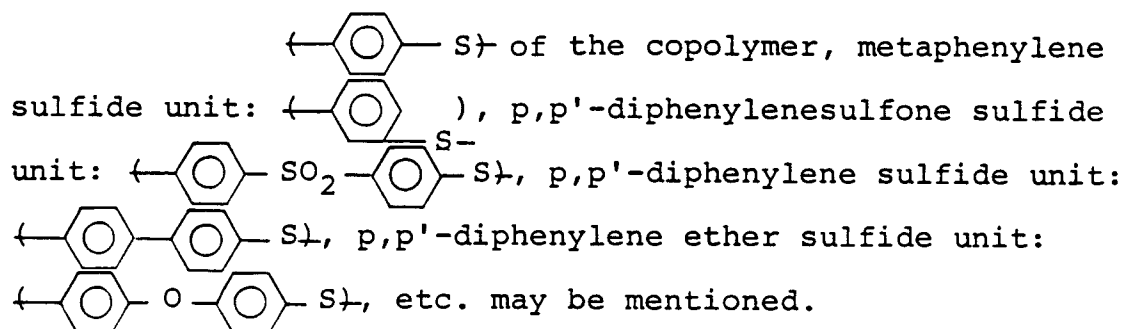 S of the copolymer, metaphenylene
sulfide unit: ), p,p'-diphenylenesulfone sulfide
S-
unit: SO2 S, p,p'-diphenylene sulfide unit:
S, p,p'-diphenylene ether sulfide unit:
O S, etc. may be mentioned.